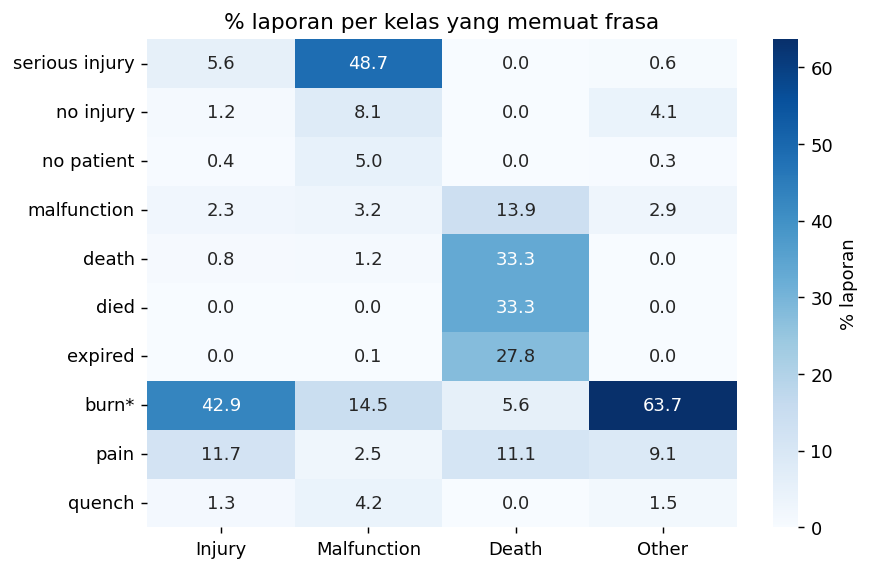 % laporan per kelas yang memuat frasa
serious injury 5.6 48.7 0.0 0.6 60
no injury 1.2 8.1 0.0 4.1 50
no patient 0.4 5.0 0.0 0.3
malfunction 2.3 3.2 13.9 2.9 40
death 0.8 1.2 33.3 0.0
died 0.0 0.0 33.3 0.0 30
expired 0.0 0.1 27.8 0.0 20
burn* 42.9 14.5 5.6 63.7
pain 11.7 2.5 11.1 9.1 10
quench 1.3 4.2 0.0 1.5 0
Injury Malfunction Death Other
% laporan